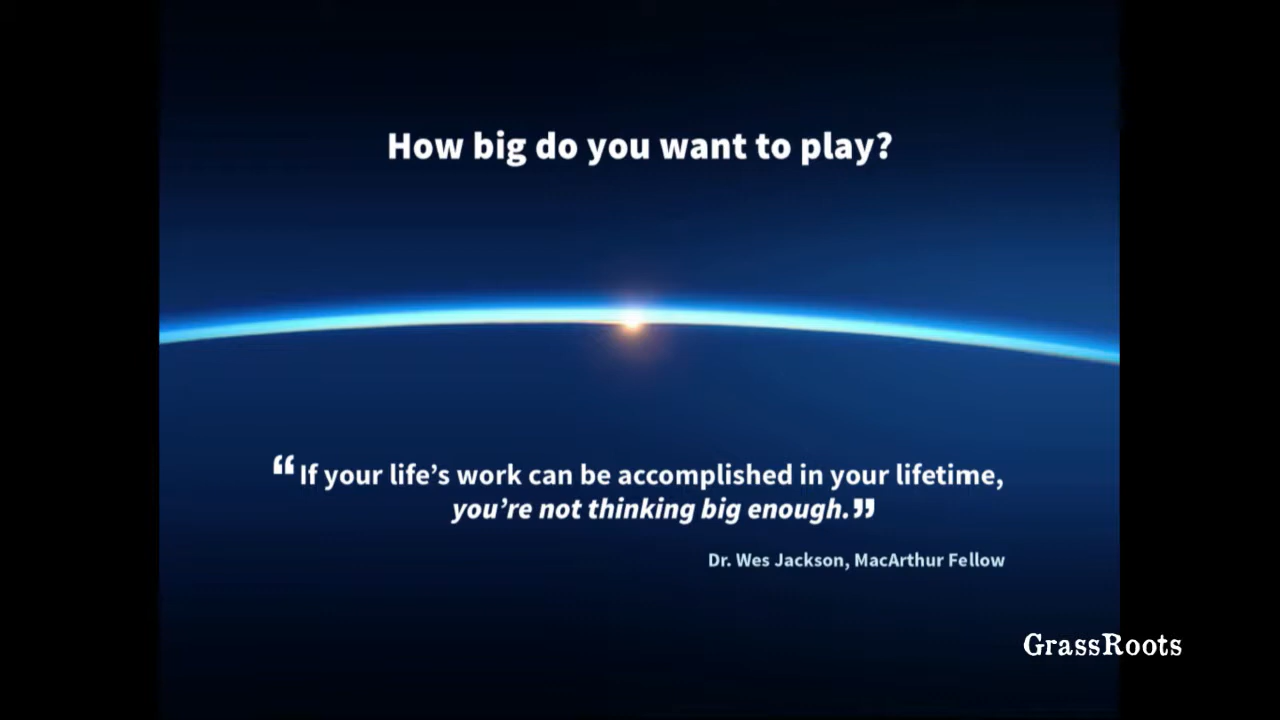 How big do you want to play?
“If your life’s work can be accomplished in your lifetime,
you’re not thinking big enough.”
Dr. Wes Jackson, MacArthur Fellow
GrassRoots